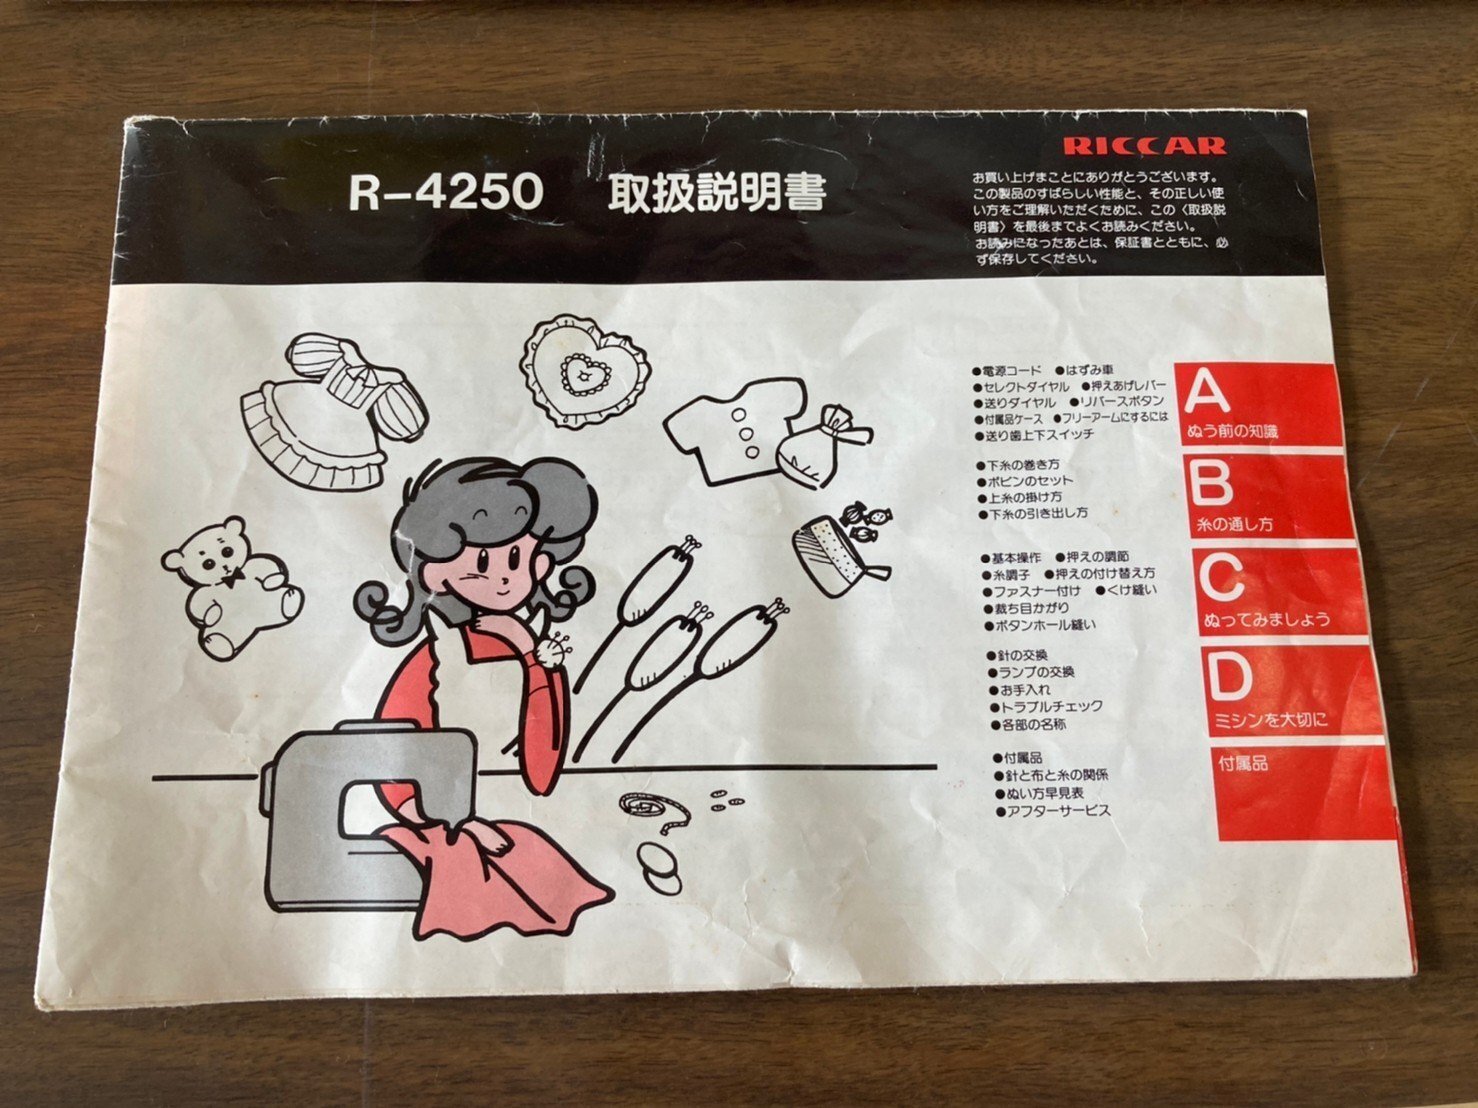 RICCAR
R-4250 取扱説明書
お買い上げまことにありがとうございます。
この製品のすばらしい性能と、その正しい使
い方をご理解いただくために、この〈取扱説
明書〉を最後までよくお読みください。
お読みになったあとは、保証書とともに、必
ず保存してください。
●電源コード ●はずみ車
●セレクトダイヤル ●押えあげレバー
●送りダイヤル ●リバースボタン
●付属品ケース ●フリーアームにするには
●送り歯上下スイッチ
A
ぬう前の知識
●下糸の巻き方
●ボビンのセット
●上糸の掛け方
●下糸の引き出し方
B
糸の通し方
●基本操作 ●押えの調節
●糸調子 ●押えの付け替え方
●ファスナー付け ●くけ縫い
●裁ち目かがり
●ボタンホール縫い
C
ぬってみましょう
●針の交換
●ランプの交換
●お手入れ
●トラブルチェック
●各部の名称
D
ミシンを大切に
●付属品
●針と布と糸の関係
●ぬい方早見表
●アフターサービス
付属品